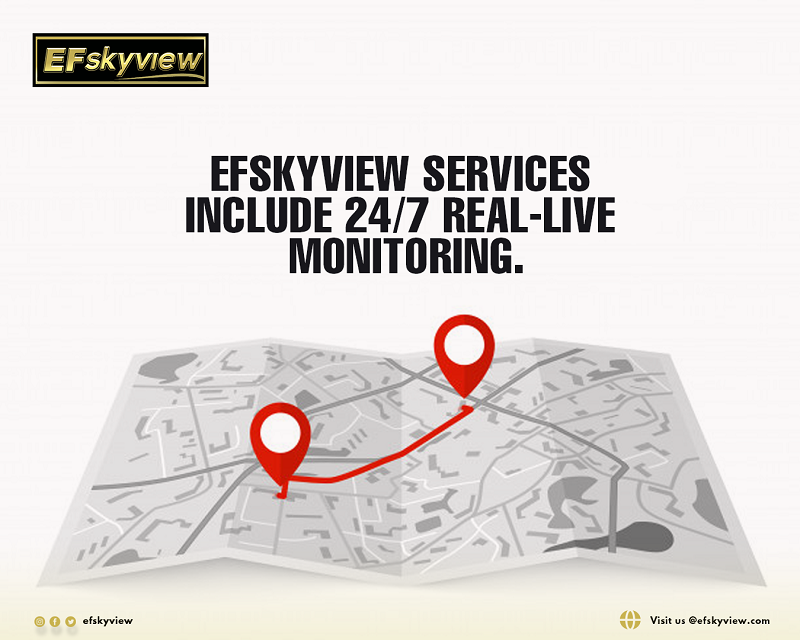 EFskyview
EFSKYVIEW SERVICES
INCLUDE 24/7 REAL-LIVE
MONITORING.
efskyview
Visit us @efskyview.com